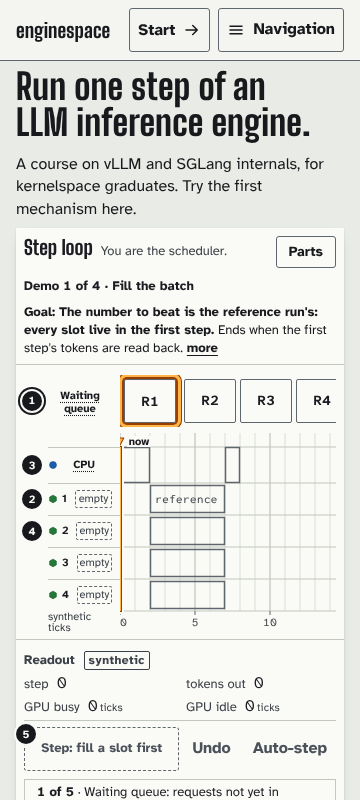 enginespace
Start →
Navigation
Run one step of an
LLM inference engine.
A course on vLLM and SGLang internals, for
kernelspace graduates. Try the first
mechanism here.
Step loop You are the scheduler.
Parts
Demo 1 of 4 · Fill the batch
Goal: The number to beat is the reference run's:
every slot live in the first step. Ends when the first
step's tokens are read back. more
1 Waiting
queue
R1 R2 R3 R4
now
3 CPU
2 1 empty reference
4 2 empty
3 empty
4 empty
synthetic
ticks
0 5 10
Readout synthetic
step 0 tokens out 0
GPU busy 0 ticks GPU idle 0 ticks
5
Step: fill a slot first Undo Auto-step
1 of 5 · Waiting queue: requests not yet in